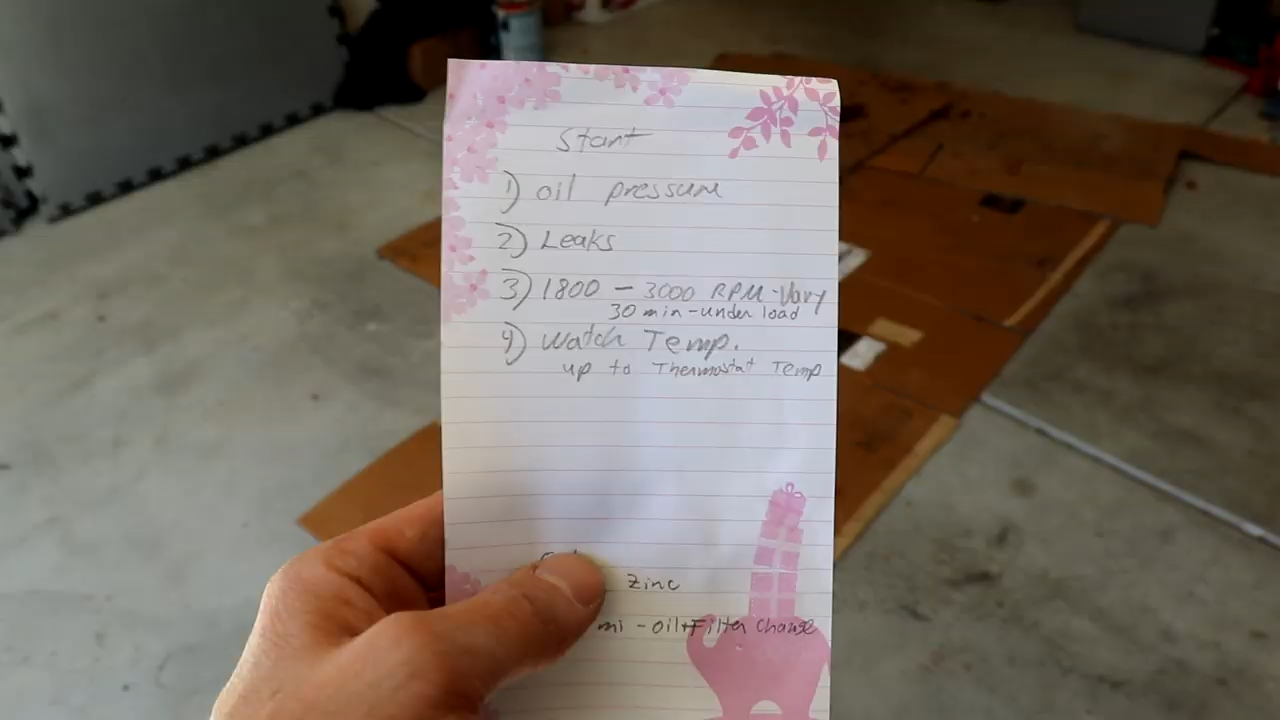 Start
1) oil pressure
2) Leaks
3) 1800 - 3000 RPM - Vary
30 min - under load
4) Watch Temp.
up to Thermostat Temp
Zinc
mi - oil + Filter change